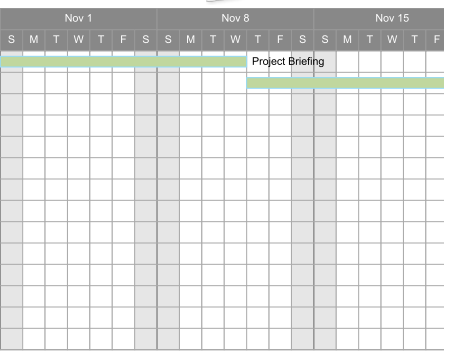 Nov 1 Nov 8 Nov 15
S M T W T F S S M T W T F S S M T W T F
Project Briefing